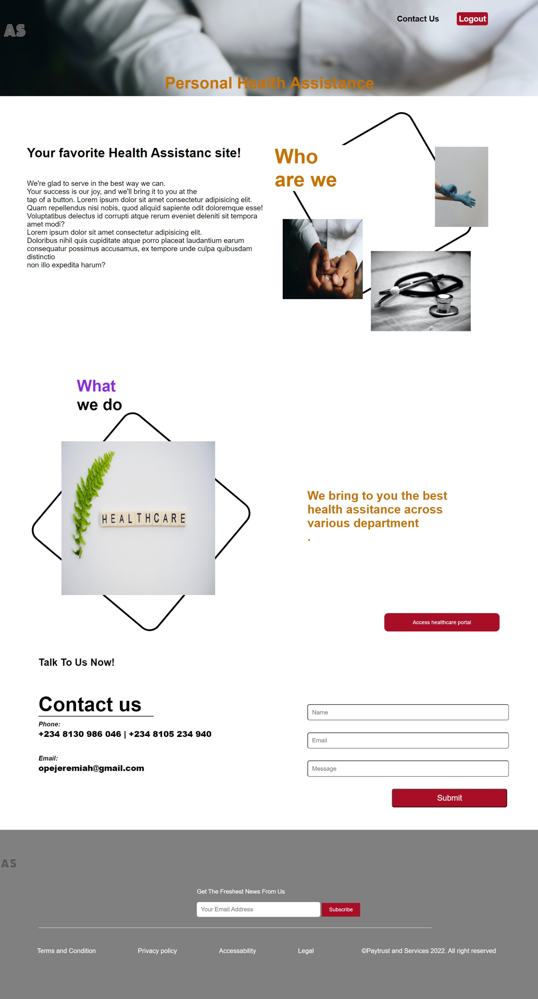 AS
Contact Us
Logout
Personal Health Assistance
Your favorite Health Assistanc site!
We're glad to serve in the best way we can.
Your success is our joy, and we'll bring it to you at the
tap of a button. Lorem ipsum dolor sit amet consectetur adipisicing elit.
Quam repellendus nisi nobis, quod aliquid sapiente odit doloremque esse!
Voluptatibus delectus id corrupti atque rerum eveniet deleniti sit tempora
amet modi?
Lorem ipsum dolor sit amet consectetur adipisicing elit.
Doloribus nihil quis cupiditate atque porro placeat laudantium earum
consequatur possimus accusamus, ex tempore unde culpa quibusdam
distinctio
non illo expedita harum?
Who
are we
What
we do
HEALTHCARE
We bring to you the best
health assitance across
various department
.
Access healthcare portal
Talk To Us Now!
Contact us
Phone:
+234 8130 986 046 | +234 8105 234 940
Email:
opejeremiah@gmail.com
Name
Email
Message
Submit
AS
Get The Freshest News From Us
Your Email Address
Subscribe
Terms and Condition
Privacy policy
Accessability
Legal
©Paytrust and Services 2022. All right reserved